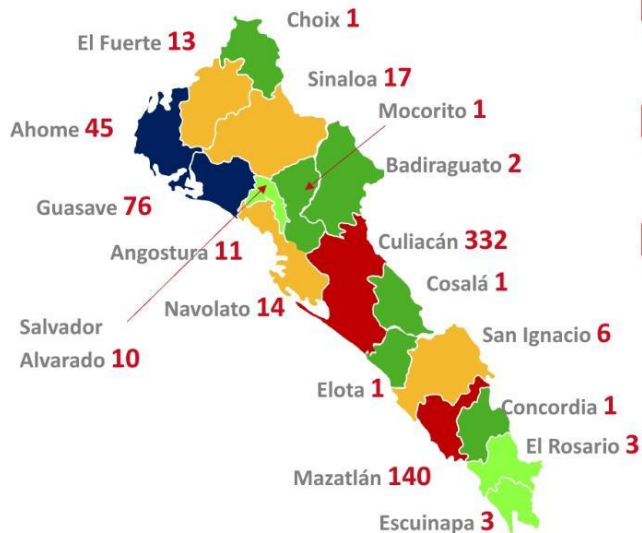 Choix 1
El Fuerte 13
Sinaloa 17
Mocorito 1
Ahome 45
Badiraguato 2
Guasave 76
Culiacán 332
Angostura 11
Cosalá 1
Navolato 14
Salvador
Alvarado 10
San Ignacio 6
Elota 1
Concordia 1
El Rosario 3
Mazatlán 140
Escuinapa 3